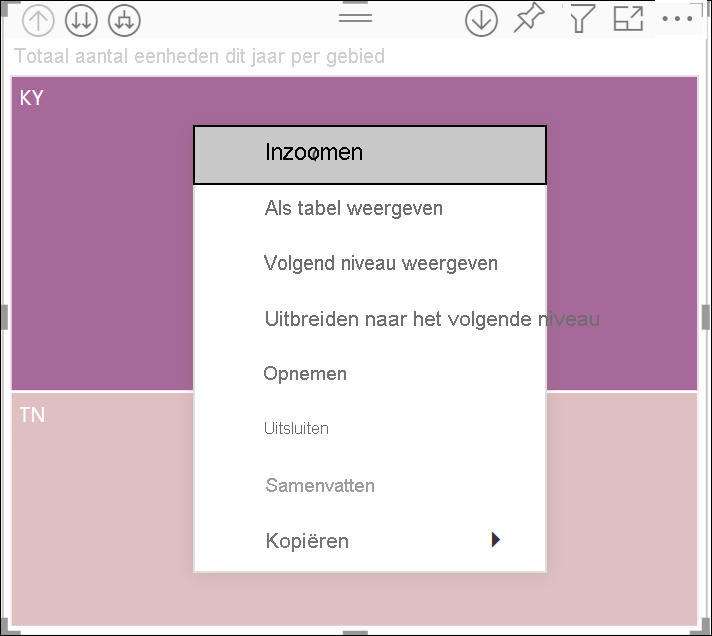 Totaal aantal eenheden dit jaar per gebied
KY
Inzoomen
Als tabel weergeven
Volgend niveau weergeven
Uitbreiden naar het volgende niveau
Opnemen
TN
Uitsluiten
Samenvatten
Kopiëren